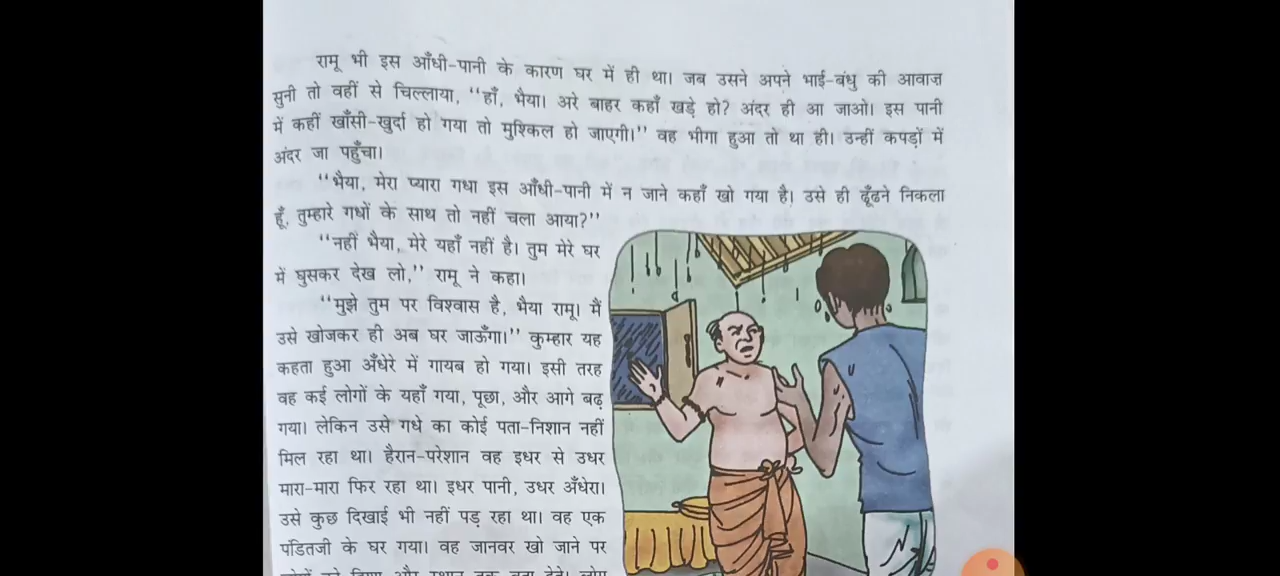 रामू भी इस आँधी-पानी के कारण घर में ही था। जब उसने अपने भाई-बंधु की आवाज़
सुनी तो वहीं से चिल्लाया, "हाँ, भैया। अरे बाहर कहाँ खड़े हो? अंदर ही आ जाओ। इस पानी
में कहीं खाँसी-खुर्दा हो गया तो मुश्किल हो जाएगी।" वह भीगा हुआ तो था ही। उन्हीं कपड़ों में
अंदर जा पहुँचा।
"भैया, मेरा प्यारा गधा इस आँधी-पानी में न जाने कहाँ खो गया है। उसे ही ढूँढने निकला
हूँ, तुम्हारे गधों के साथ तो नहीं चला आया?"
"नहीं भैया, मेरे यहाँ नहीं है। तुम मेरे घर
में घुसकर देख लो," रामू ने कहा।
"मुझे तुम पर विश्वास है, भैया रामू। मैं
उसे खोजकर ही अब घर जाऊँगा।" कुम्हार यह
कहता हुआ अँधेरे में गायब हो गया। इसी तरह
वह कई लोगों के यहाँ गया, पूछा, और आगे बढ़
गया। लेकिन उसे गधे का कोई पता-निशान नहीं
मिल रहा था। हैरान-परेशान वह इधर से उधर
मारा-मारा फिर रहा था। इधर पानी, उधर अँधेरा।
उसे कुछ दिखाई भी नहीं पड़ रहा था। वह एक
पंडितजी के घर गया। वह जानवर खो जाने पर